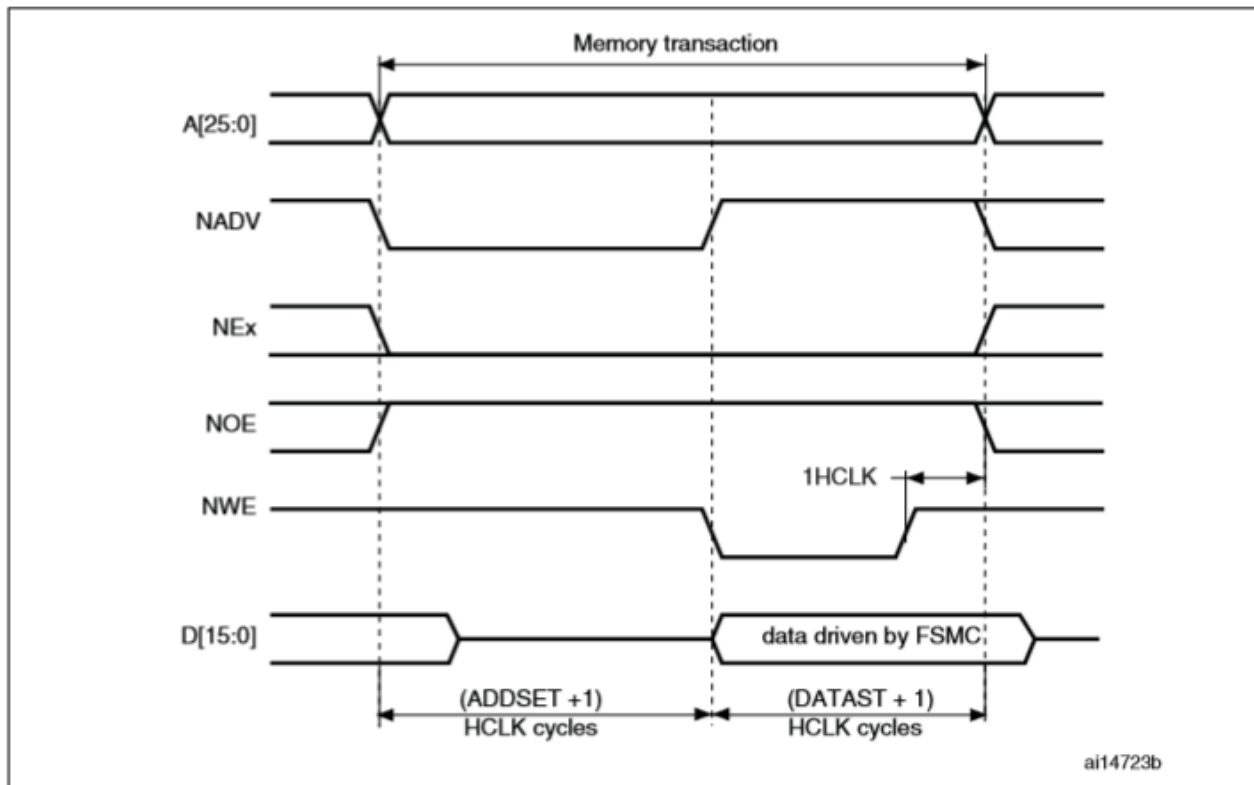 Memory transaction
A[25:0]
NADV
NEx
NOE
1HCLK
NWE
D[15:0]
data driven by FSMC
(ADDSET +1)
HCLK cycles
(DATAST + 1)
HCLK cycles
ai14723b